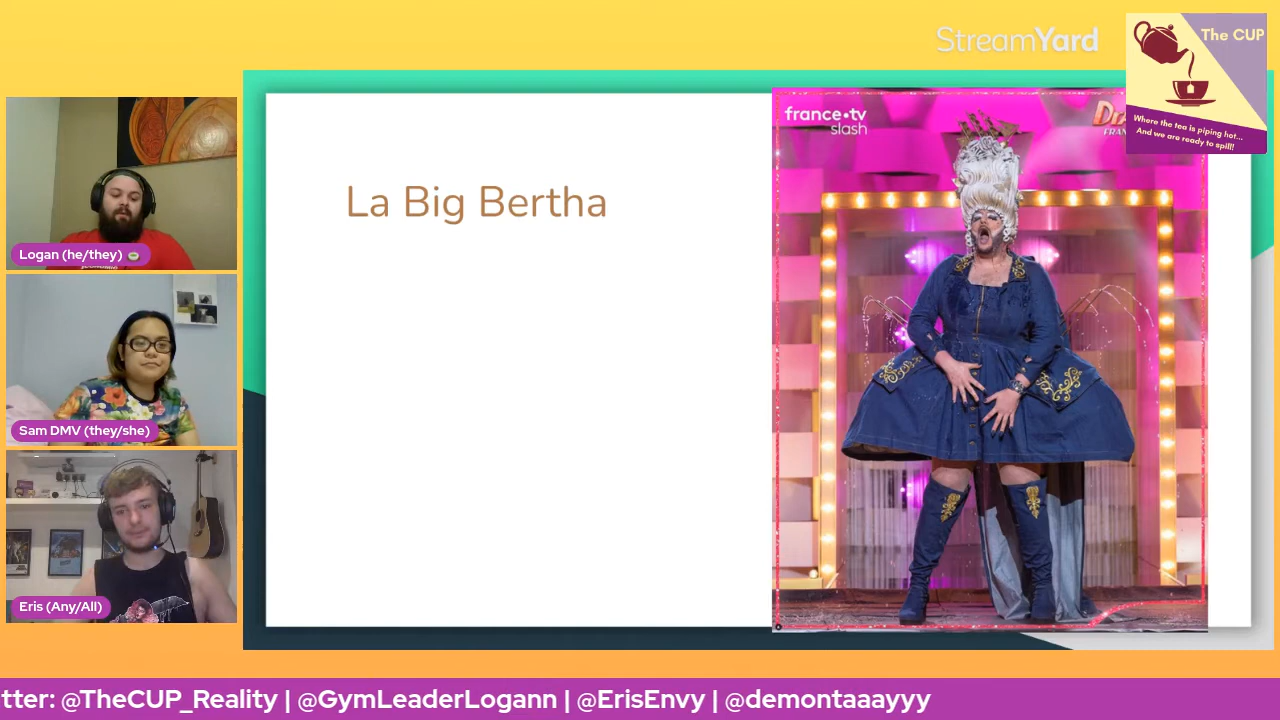 StreamYard
The CUP
Where the tea is piping hot...
And we are ready to spill!
france•tv
slash
La Big Bertha
Logan (he/they) 🍵
Sam DMV (they/she)
Eris (Any/All)
tter: @TheCUP_Reality | @GymLeaderLogann | @ErisEnvy | @demontaaayyy